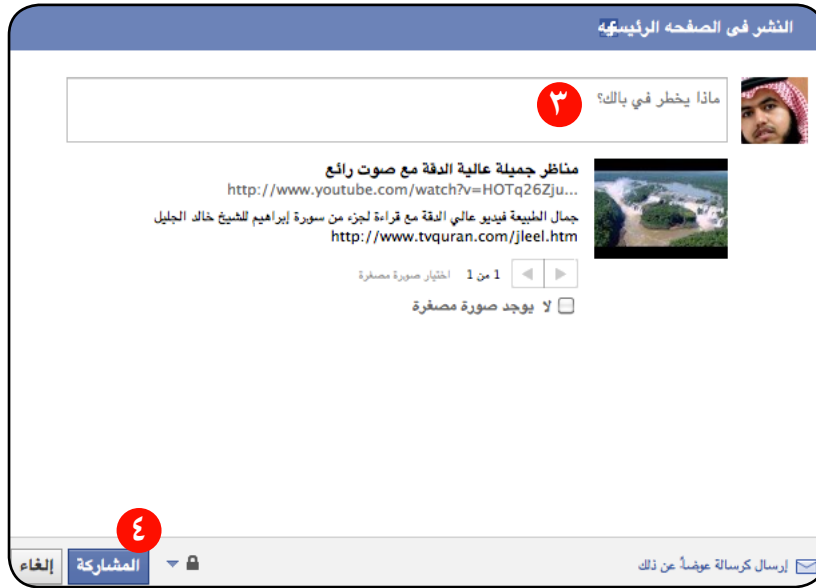 النشر فى الصفحه الرئيسيه
ماذا يخطر في بالك؟
٣
مناظر جميلة عالية الدقة مع صوت رائع
http://www.youtube.com/watch?v=HOTq26Zju...
جمال الطبيعة فيديو عالي الدقة مع قراءة لجزء من سورة إبراهيم للشيخ خالد الجليل
http://www.tvquran.com/jleel.htm
1 من 1 اختيار صورة مصغرة
لا يوجد صورة مصغرة
٤
إرسال كرسالة عوضاً عن ذلك
المشاركة
إلغاء